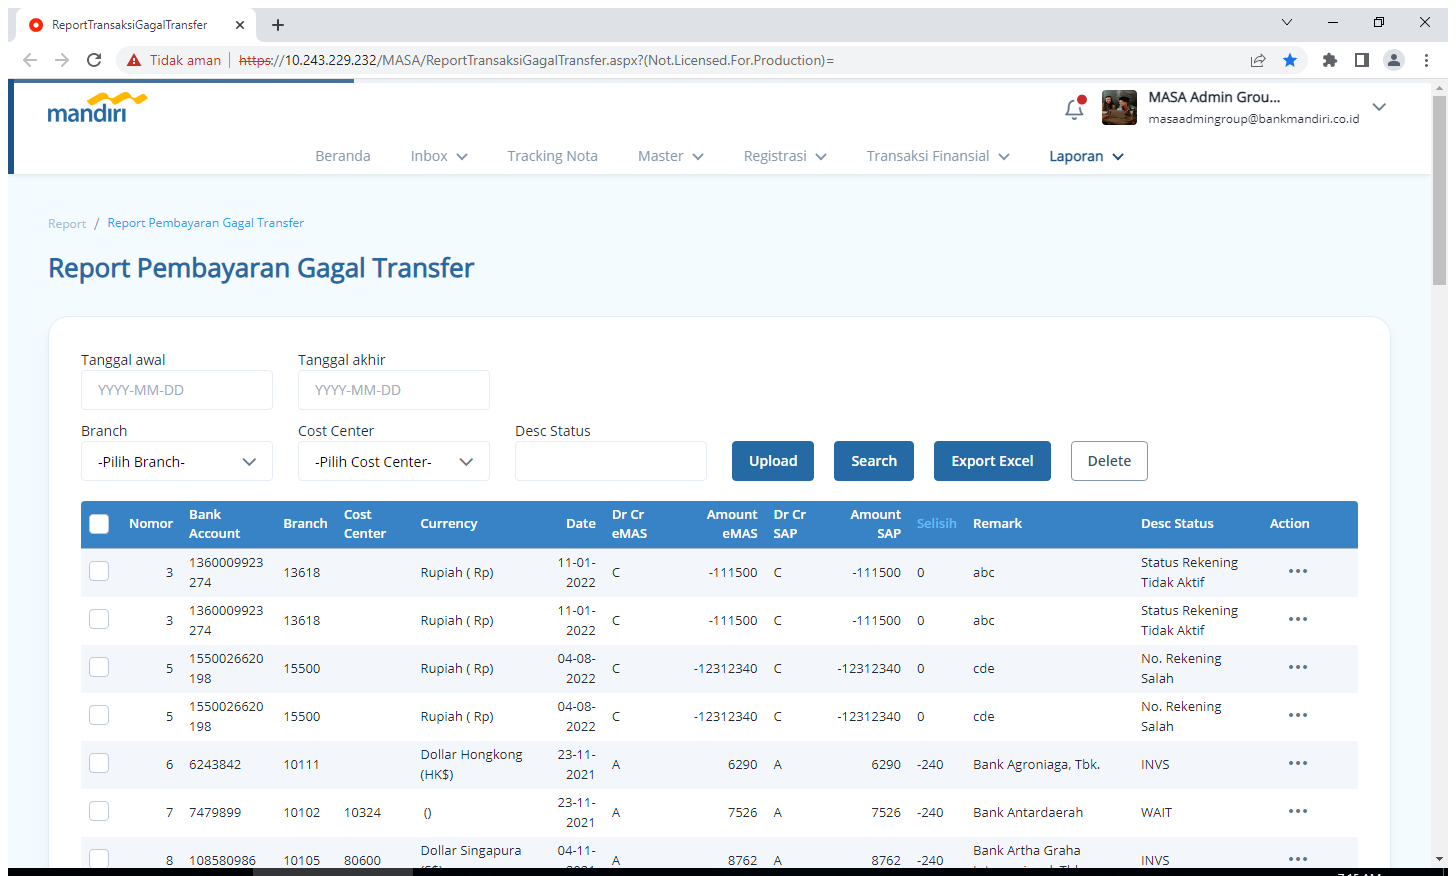 ReportTransaksiGagalTransfer
Tidak aman
https://10.243.229.232/MASA/ReportTransaksiGagalTransfer.aspx?(Not.Licensed.For.Production)=
mandiri
MASA Admin Grou...
masaadmingroup@bankmandiri.co.id
Beranda Inbox Tracking Nota Master Registrasi Transaksi Finansial Laporan
Report / Report Pembayaran Gagal Transfer
Report Pembayaran Gagal Transfer
Tanggal awal Tanggal akhir
YYYY-MM-DD YYYY-MM-DD
Branch Cost Center Desc Status
-Pilih Branch- -Pilih Cost Center- Upload Search Export Excel Delete
Nomor Bank Account Branch Cost Center Currency Date Dr Cr eMAS Amount eMAS Dr Cr SAP Amount SAP Selisih Remark Desc Status Action
3 1360009923274 13618 Rupiah ( Rp) 11-01-2022 C -111500 C -111500 0 abc Status Rekening Tidak Aktif
3 1360009923274 13618 Rupiah ( Rp) 11-01-2022 C -111500 C -111500 0 abc Status Rekening Tidak Aktif
5 1550026620198 15500 Rupiah ( Rp) 04-08-2022 C -12312340 C -12312340 0 cde No. Rekening Salah
5 1550026620198 15500 Rupiah ( Rp) 04-08-2022 C -12312340 C -12312340 0 cde No. Rekening Salah
6 6243842 10111 Dollar Hongkong (HK$) 23-11-2021 A 6290 A 6290 -240 Bank Agroniaga, Tbk. INVS
7 7479899 10102 10324 () 23-11-2021 A 7526 A 7526 -240 Bank Antardaerah WAIT
8 108580986 10105 80600 Dollar Singapura 04-11- A 8762 A 8762 -240 Bank Artha Graha INVS